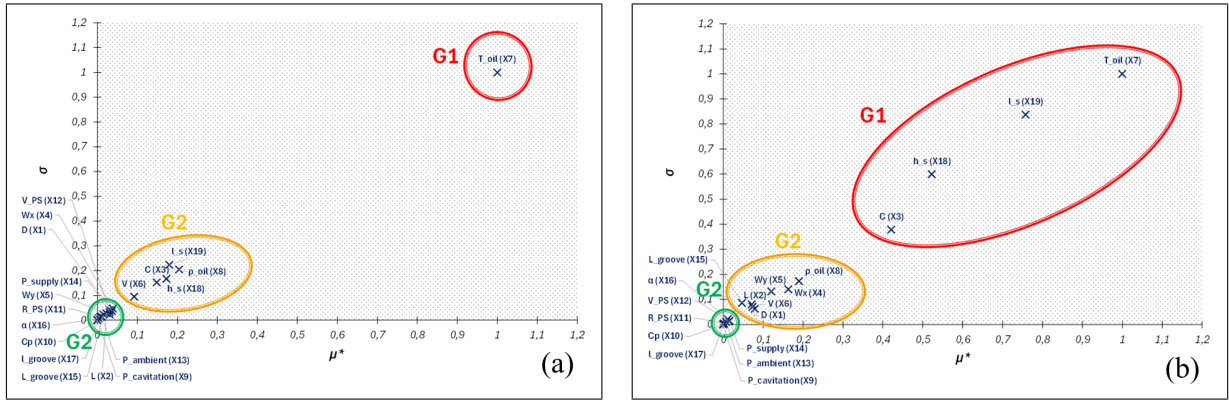 1,2
1,1
1
0,9
0,8
0,7
0,6
0,5
0,4
0,3
0,2
0,1
0
σ
G1
T_oil (X7)
V_PS (X12)
Wx (X4)
D (X1)
G2
I_s (X19)
C (X3)
ρ_oil (X8)
V (X6)
h_s (X18)
P_supply (X14)
Wy (X5)
R_PS (X11)
α (X16)
Cp (X10)
G2
I_groove (X17)
L_groove (X15)
L (X2)
P_ambient (X13)
P_cavitation (X9)
0 0,1 0,2 0,3 0,4 0,5 0,6 0,7 0,8 0,9 1 1,1 1,2
μ*
(a)
1,2
1,1
1
0,9
0,8
0,7
0,6
0,5
0,4
0,3
0,2
0,1
0
σ
G1
T_oil (X7)
I_s (X19)
h_s (X18)
C (X3)
G2
L_groove (X15)
ρ_oil (X8)
α (X16)
Wy (X5)
Wx (X4)
L (X2)
V (X6)
D (X1)
V_PS (X12)
G2
R_PS (X11)
Cp (X10)
I_groove (X17)
P_supply (X14)
P_ambient (X13)
P_cavitation (X9)
0 0,1 0,2 0,3 0,4 0,5 0,6 0,7 0,8 0,9 1 1,1 1,2
μ*
(b)